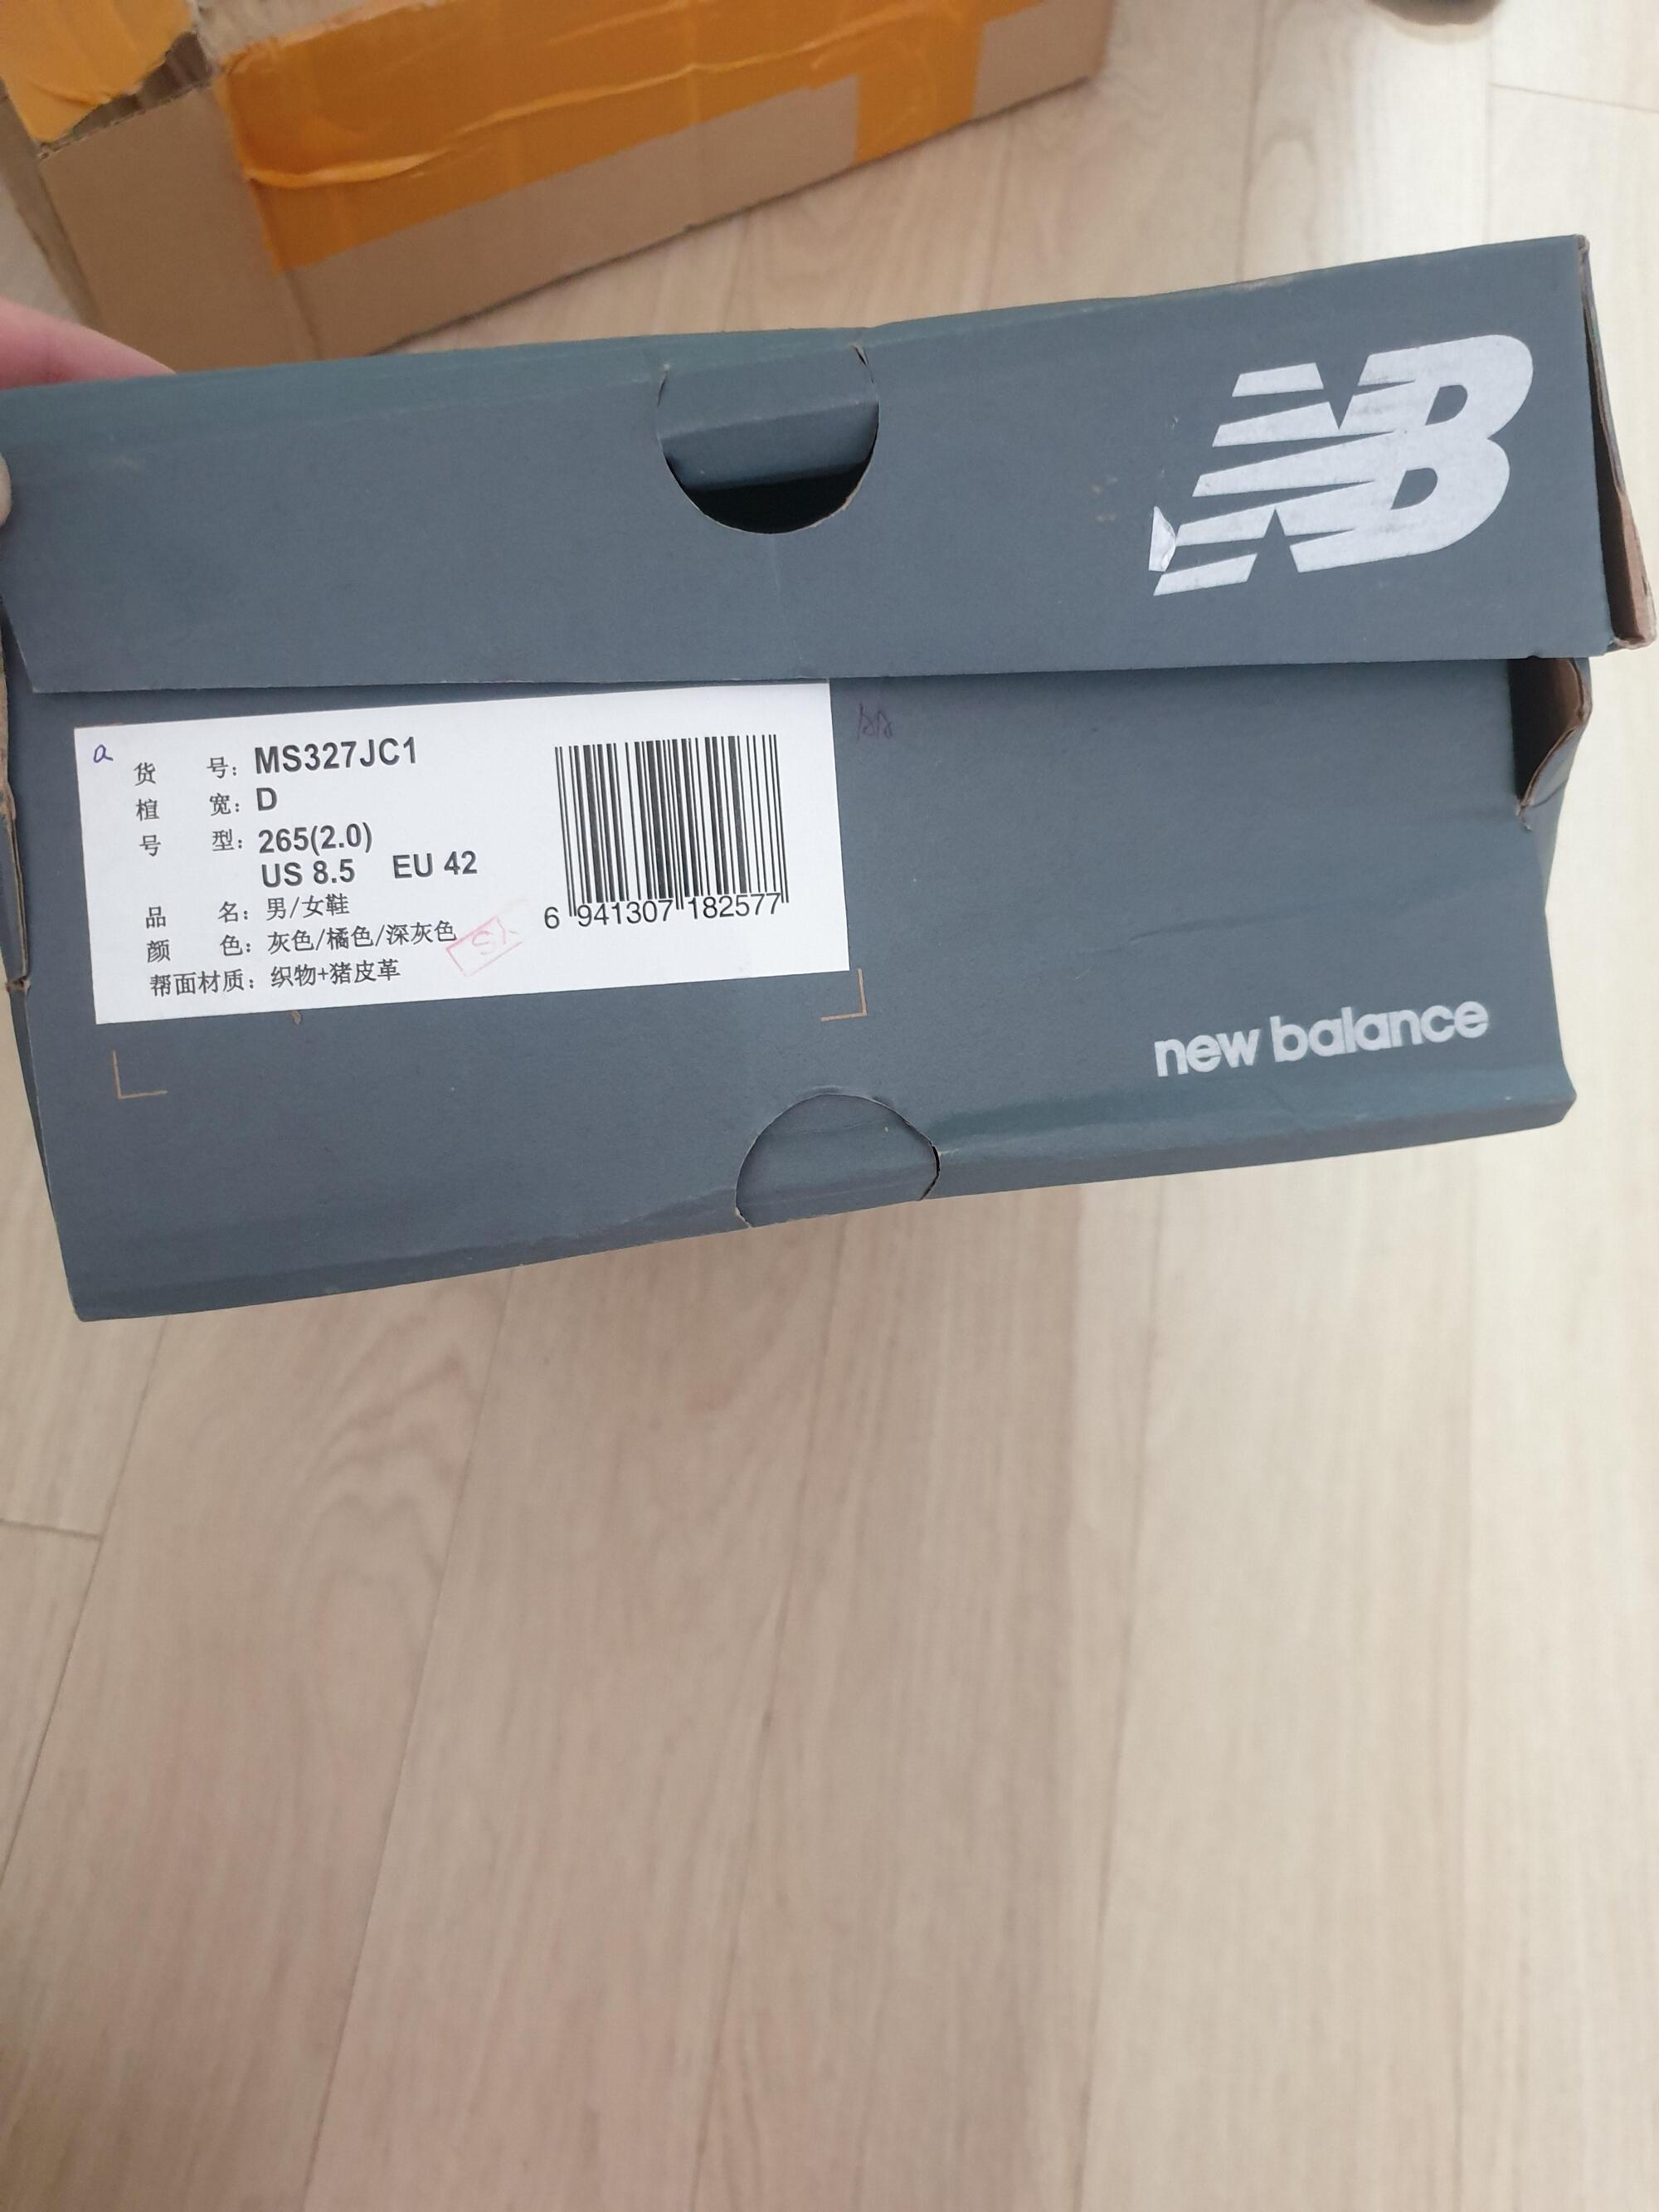 NB
a
货 号: MS327JC1
楦 宽: D
号 型: 265(2.0)
US 8.5 EU 42
品 名: 男/女鞋
颜 色: 灰色/橘色/深灰色
帮面材质: 织物+猪皮革
6 941307 182577
new balance